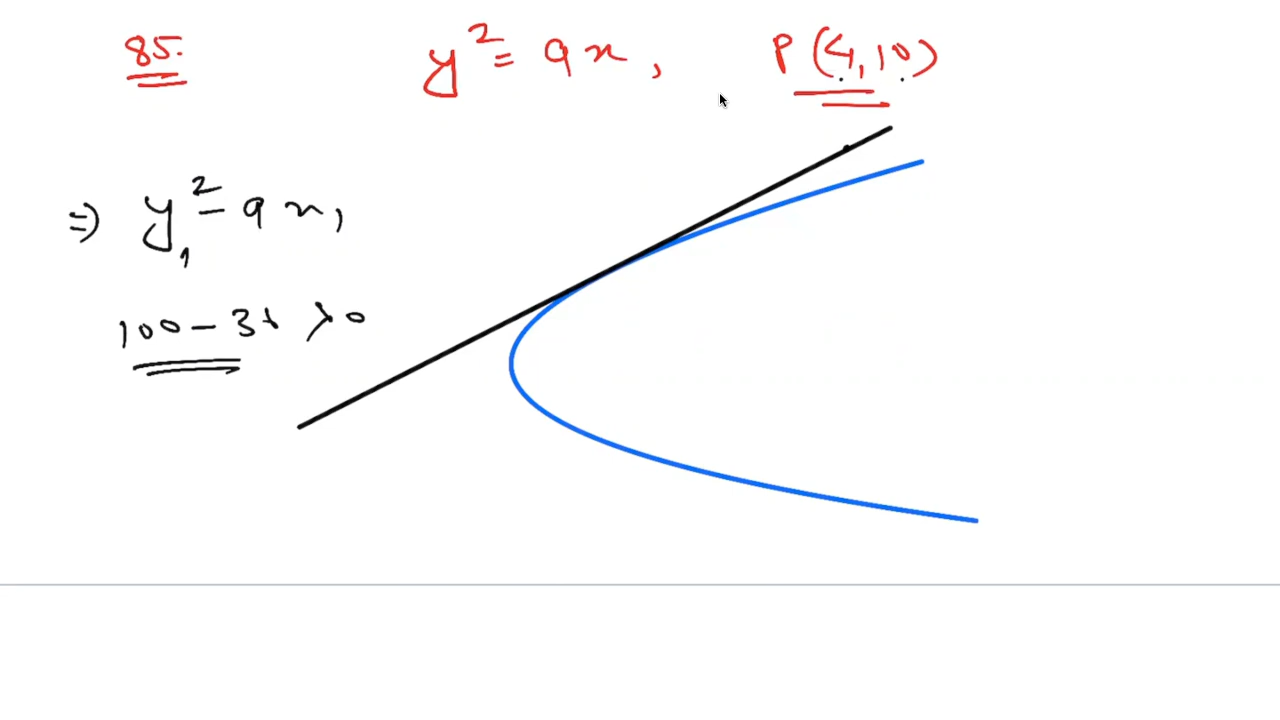 85.
y² = 9x, P(4,10)
⇒ y₁² - 9x₁
100 - 36 > 0